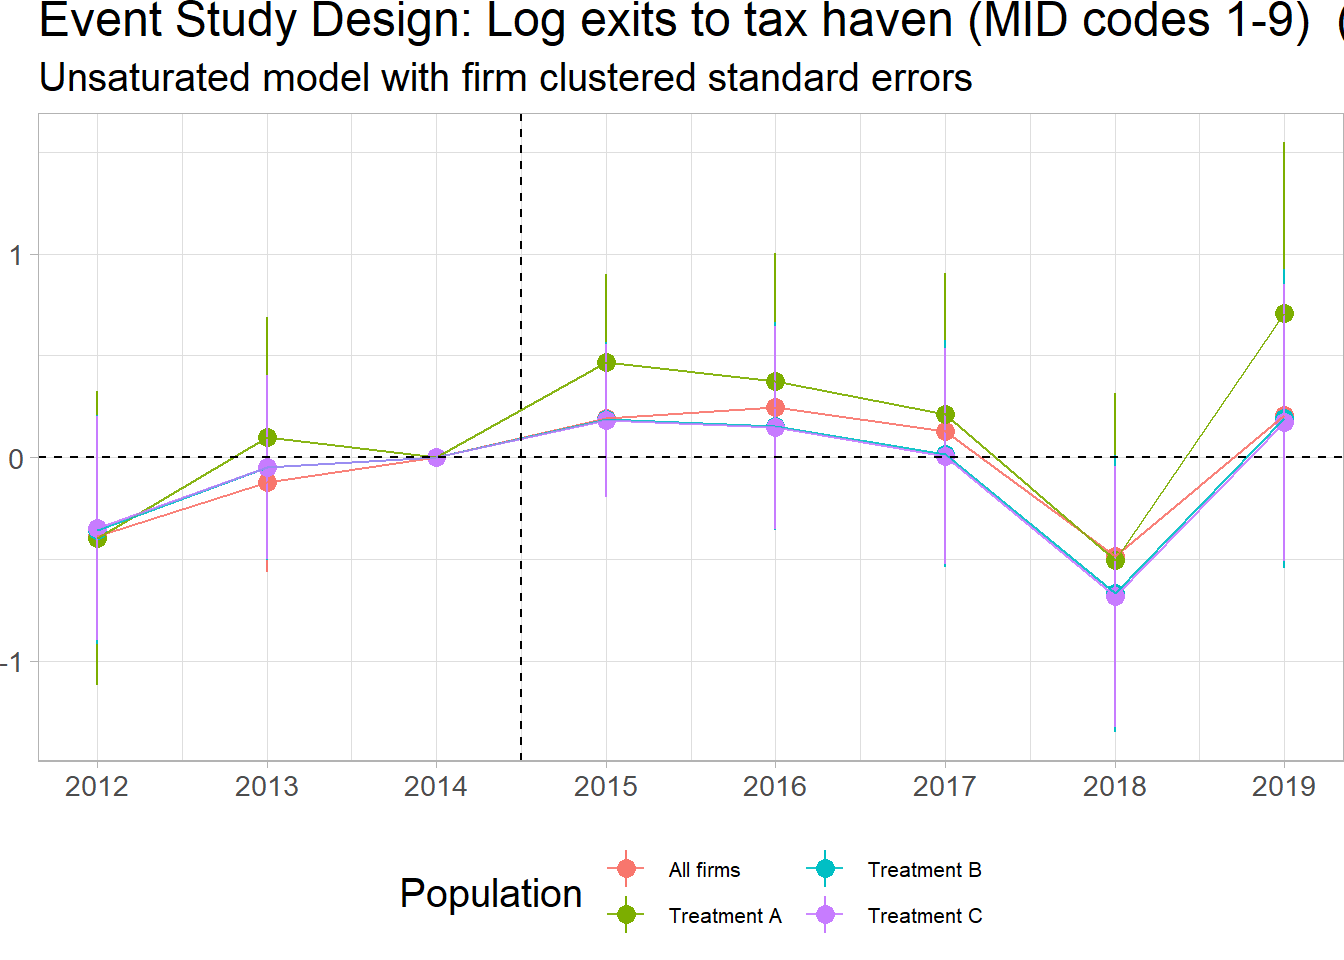 Event Study Design: Log exits to tax haven (MID codes 1-9) (
Unsaturated model with firm clustered standard errors
1
0
-1
2012 2013 2014 2015 2016 2017 2018 2019
Population
All firms
Treatment A
Treatment B
Treatment C